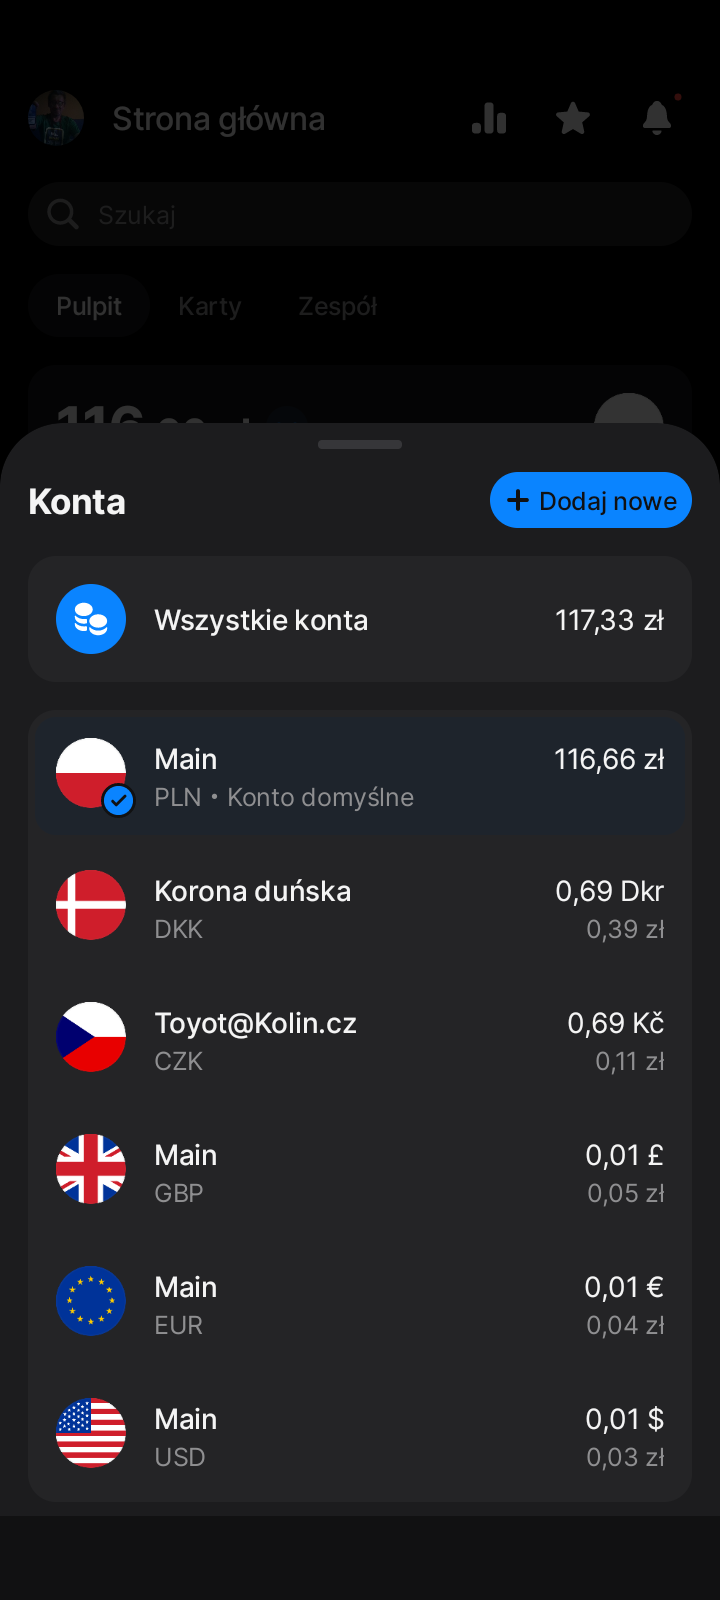 Strona główna
Szukaj
Pulpit Karty Zespół
116
Konta
Dodaj nowe
Wszystkie konta 117,33 zł
Main 116,66 zł
PLN • Konto domyślne
Korona duńska 0,69 Dkr
DKK 0,39 zł
Toyot@Kolin.cz 0,69 Kč
CZK 0,11 zł
Main 0,01 £
GBP 0,05 zł
Main 0,01 €
EUR 0,04 zł
Main 0,01 $
USD 0,03 zł